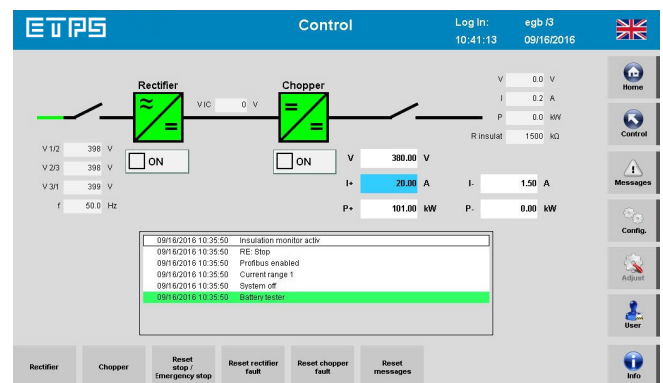 ETPS
Control
Log In: egb /3
10:41:13 09/16/2016
Rectifier
Chopper
V IC 0 V
V 0.0 V
I 0.2 A
P 0.0 kW
R insulat 1500 kΩ
V 1/2 398 V
V 2/3 398 V
V 3/1 399 V
f 50.0 Hz
ON
ON
V 380.00 V
I+ 20.00 A
I- 1.50 A
P+ 101.00 kW
P- 0.00 kW
09/16/2016 10:35:50 Insulation monitor activ
09/16/2016 10:35:50 RE: Stop
09/16/2016 10:35:50 Profibus enabled
09/16/2016 10:35:50 Current range 1
09/16/2016 10:35:50 System off
09/16/2016 10:35:50 Battery tester
Home
Control
Messages
Config.
Adjust
User
Info
Rectifier
Chopper
Reset
stop /
Emergency stop
Reset rectifier
fault
Reset chopper
fault
Reset
messages